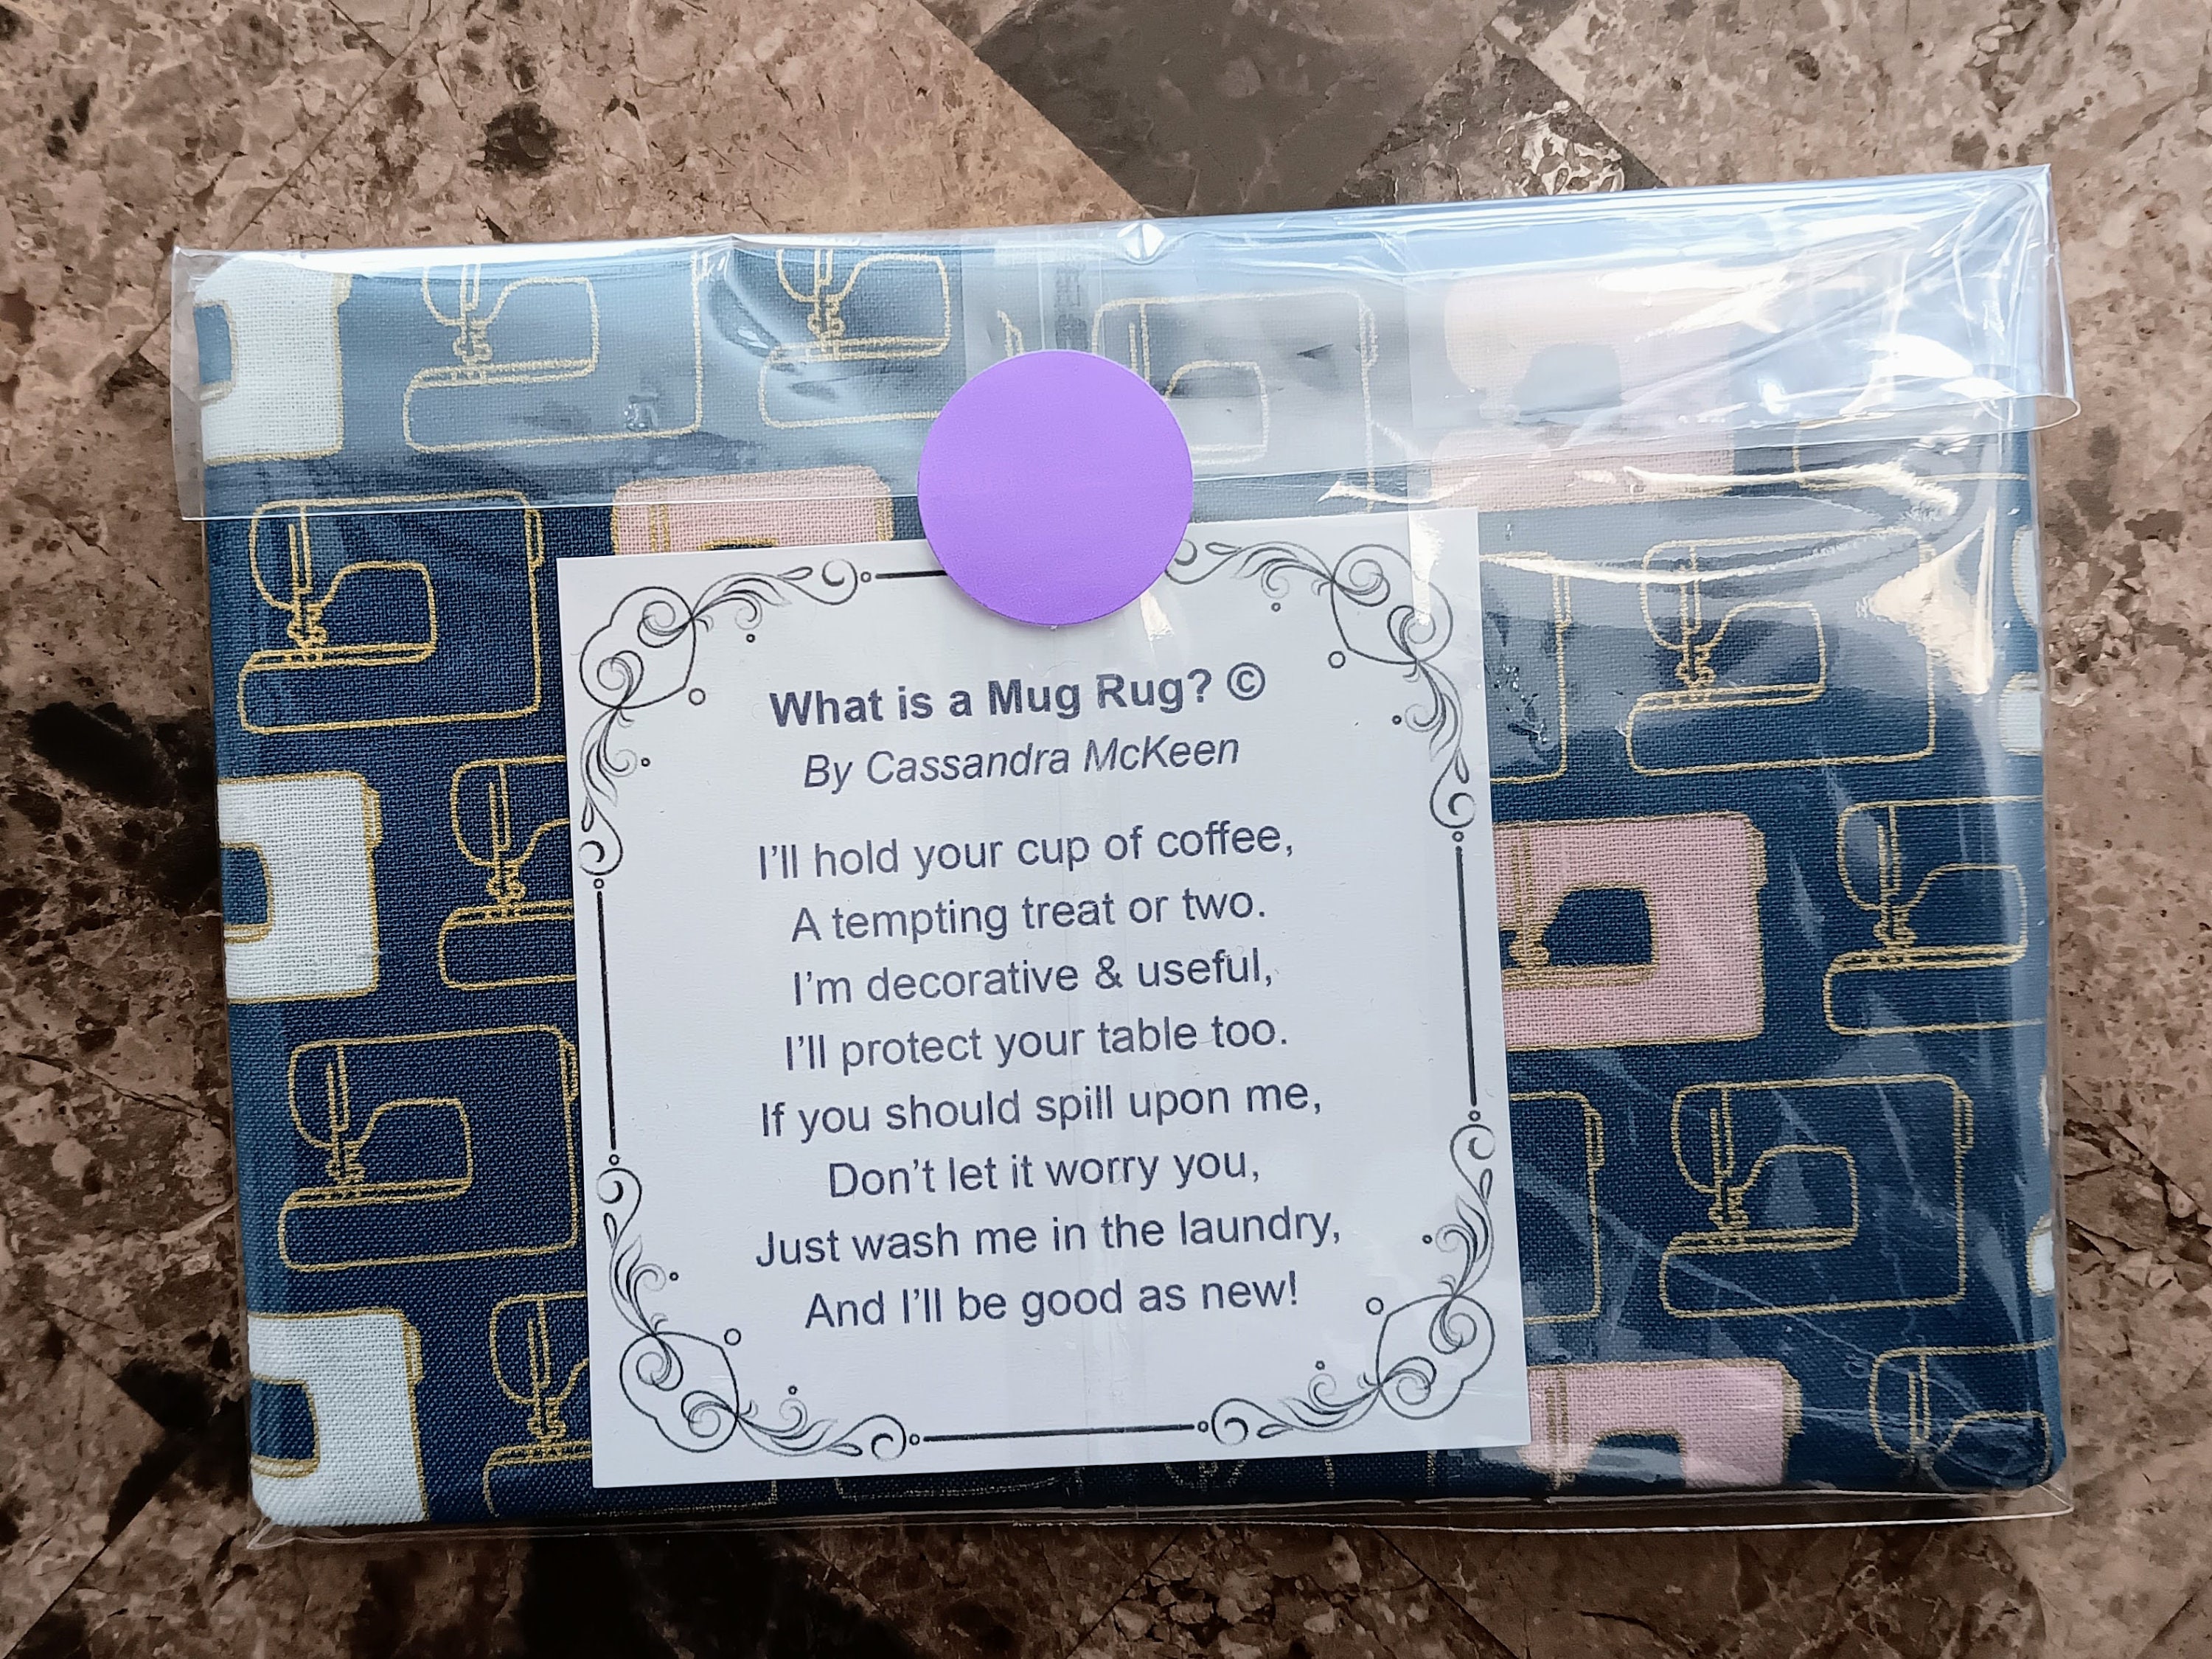 What is a Mug Rug? ©
By Cassandra McKeen
I’ll hold your cup of coffee,
A tempting treat or two.
I’m decorative & useful,
I’ll protect your table too.
If you should spill upon me,
Don’t let it worry you,
Just wash me in the laundry,
And I’ll be good as new!